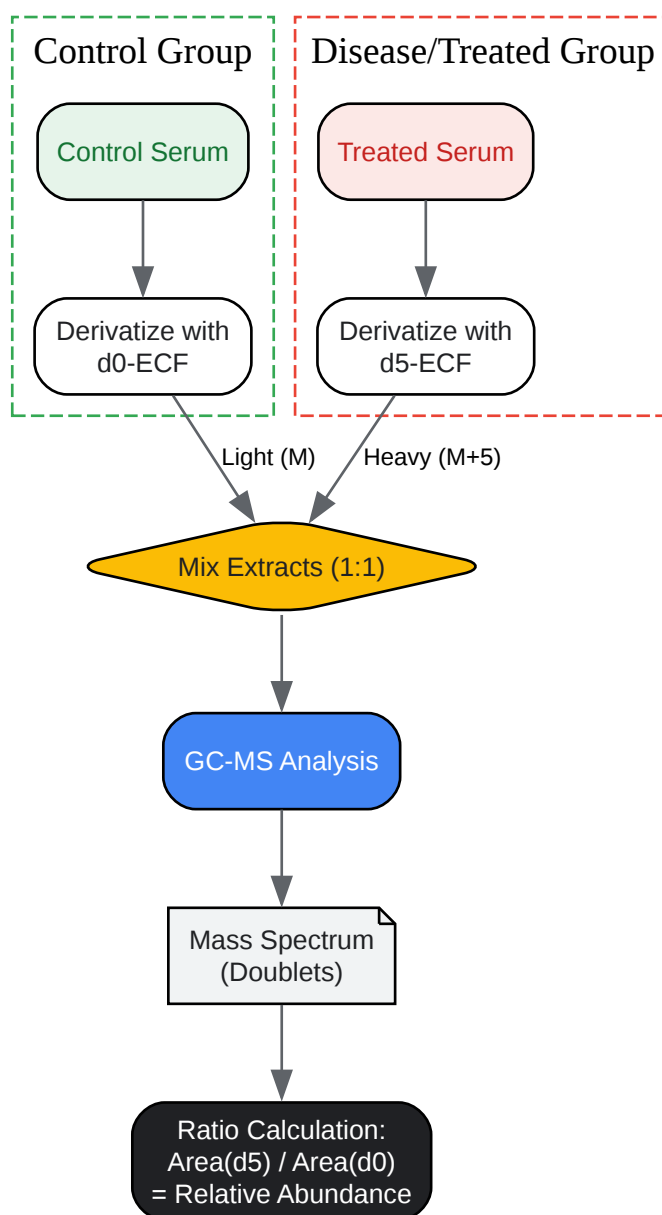 Control Group
Disease/Treated Group
Control Serum
Treated Serum
Derivatize with
d0-ECF
Derivatize with
d5-ECF
Light (M)
Heavy (M+5)
Mix Extracts (1:1)
GC-MS Analysis
Mass Spectrum
(Doublets)
Ratio Calculation:
Area(d5) / Area(d0)
= Relative Abundance